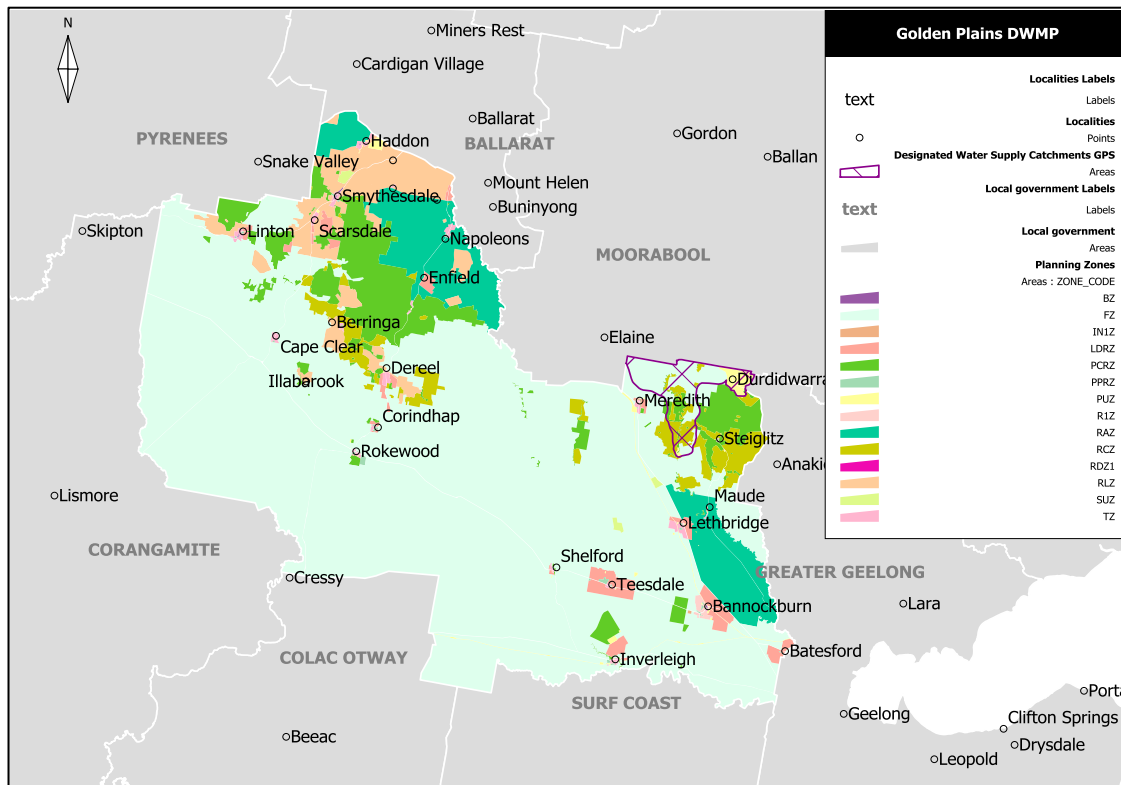 N
Miners Rest
Cardigan Village
Ballarat
PYRENEES
BALLARAT
Haddon
Gordon
Snake Valley
Ballan
Mount Helen
Smythesdale
Buninyong
Skipton
Linton
Scarsdale
Napoleons
MOORABOOL
Enfield
Berringa
Elaine
Cape Clear
Dereel
Illabarook
Durdidwarra
Meredith
Corindhap
Steiglitz
Rokewood
Anakie
Lismore
Maude
Lethbridge
CORANGAMITE
Shelford
GREATER GEELONG
Cressy
Teesdale
Bannockburn
Lara
COLAC OTWAY
Inverleigh
Batesford
SURF COAST
Porta
Geelong
Clifton Springs
Beeac
Drysdale
Leopold
Golden Plains DWMP
Localities Labels
text
Labels
Localities
Points
Designated Water Supply Catchments GPS
Areas
Local government Labels
text
Labels
Local government
Areas
Planning Zones
Areas : ZONE_CODE
BZ
FZ
IN1Z
LDRZ
PCRZ
PPRZ
PUZ
R1Z
RAZ
RCZ
RDZ1
RLZ
SUZ
TZ